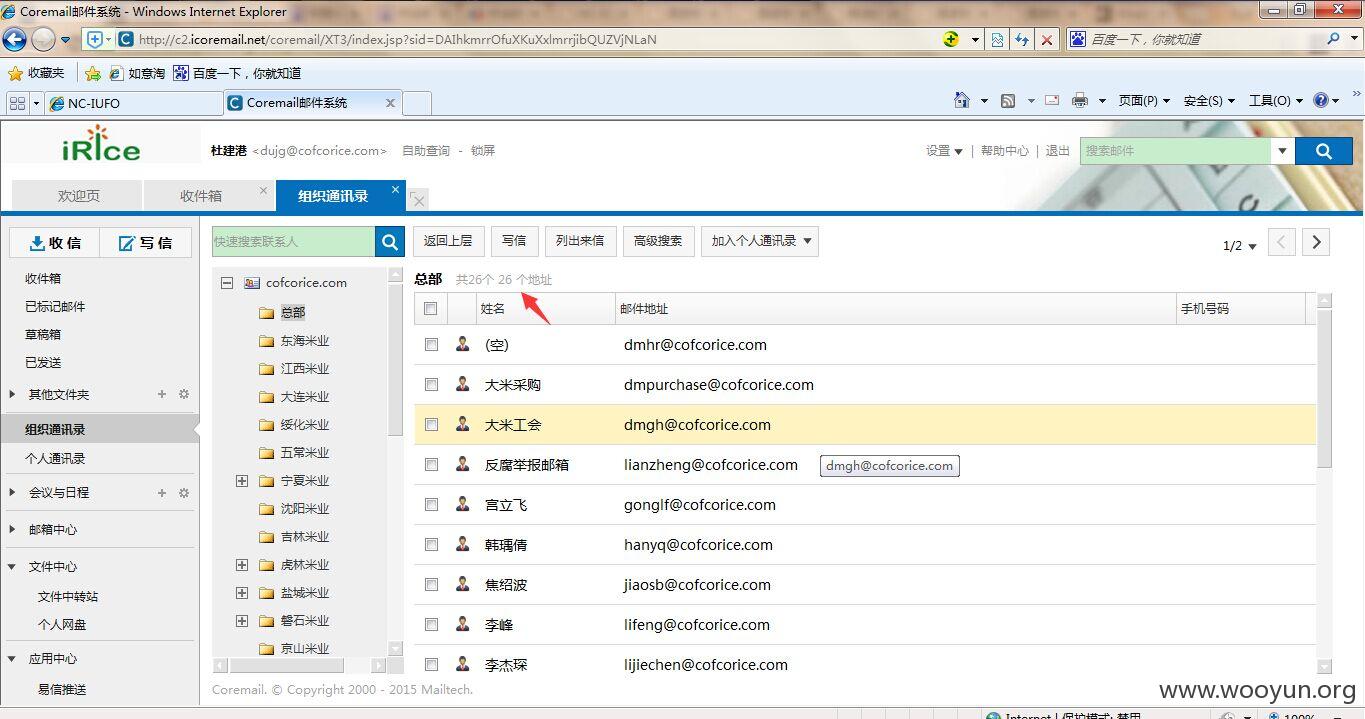 Coremail邮件系统 - Windows Internet Explorer
http://c2.icoremail.net/coremail/XT3/index.jsp?sid=DAIhkmrrOfuXKuXxlmrrjibQUZVjNLaN
百度一下，你就知道
收藏夹 如意淘 百度一下，你就知道
NC-IUFO Coremail邮件系统 页面(P) 安全(S) 工具(O)
iRice 杜建港 <dujg@cofcorice.com> 自助查询 - 锁屏 设置 | 帮助中心 | 退出 搜索邮件
欢迎页 收件箱 组织通讯录
收信 写信 快速搜索联系人 返回上层 写信 列出来信 高级搜索 加入个人通讯录 1/2
收件箱
已标记邮件
草稿箱
已发送
其他文件夹
组织通讯录
个人通讯录
会议与日程
邮箱中心
文件中心
文件中转站
个人网盘
应用中心
易信推送
cofcorice.com
总部
东海米业
江西米业
大连米业
绥化米业
五常米业
宁夏米业
沈阳米业
吉林米业
虎林米业
盐城米业
磐石米业
京山米业
总部 共26个 26 个地址
姓名 邮件地址 手机号码
(空) dmhr@cofcorice.com
大米采购 dmpurchase@cofcorice.com
大米工会 dmgh@cofcorice.com
反腐举报邮箱 lianzheng@cofcorice.com dmgh@cofcorice.com
宫立飞 gonglf@cofcorice.com
韩瑀倩 hanyq@cofcorice.com
焦绍波 jiaosb@cofcorice.com
李峰 lifeng@cofcorice.com
李杰琛 lijiechen@cofcorice.com
Coremail. © Copyright 2000 - 2015 Mailtech.
www.wooyun.org
Internet | 保护模式: 禁用 100%